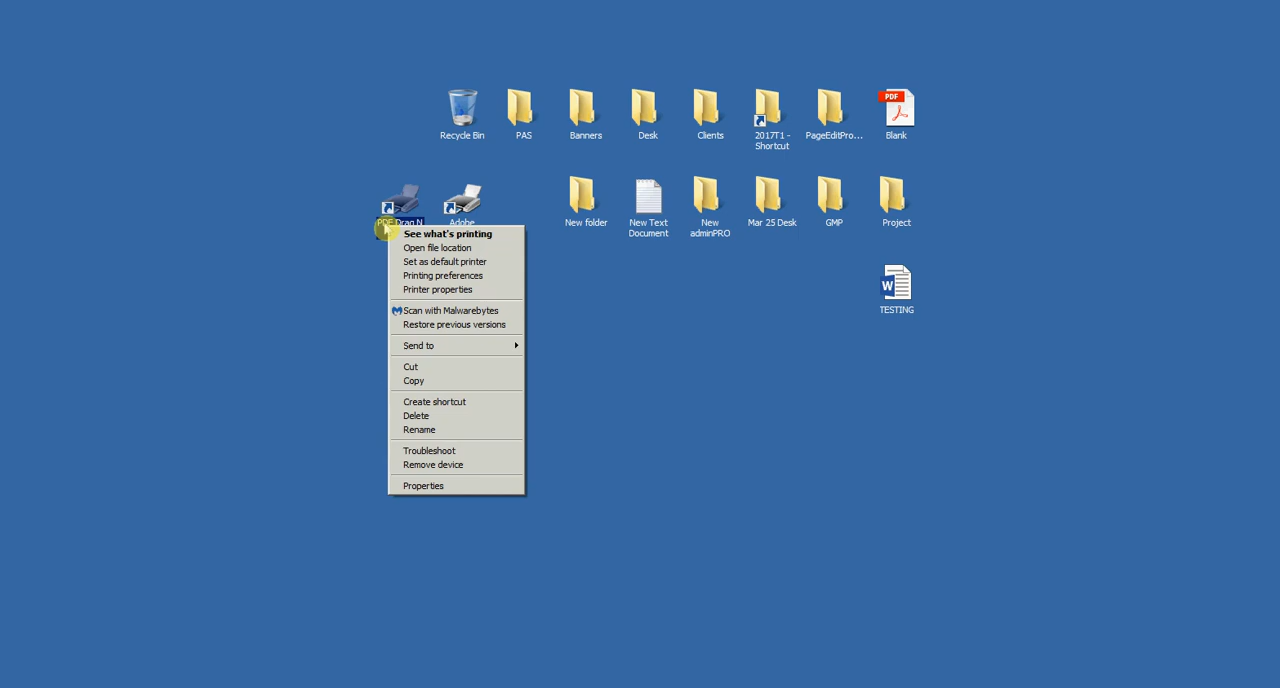 PDF
Recycle Bin
PAS
Banners
Desk
Clients
2017T1 -
Shortcut
PageEditPro...
Blank
PDF Drag N
Adobe
New folder
New Text
Document
New
adminPRO
Mar 25 Desk
GMP
Project
W
TESTING
See what's printing
Open file location
Set as default printer
Printing preferences
Printer properties
Scan with Malwarebytes
Restore previous versions
Send to
Cut
Copy
Create shortcut
Delete
Rename
Troubleshoot
Remove device
Properties